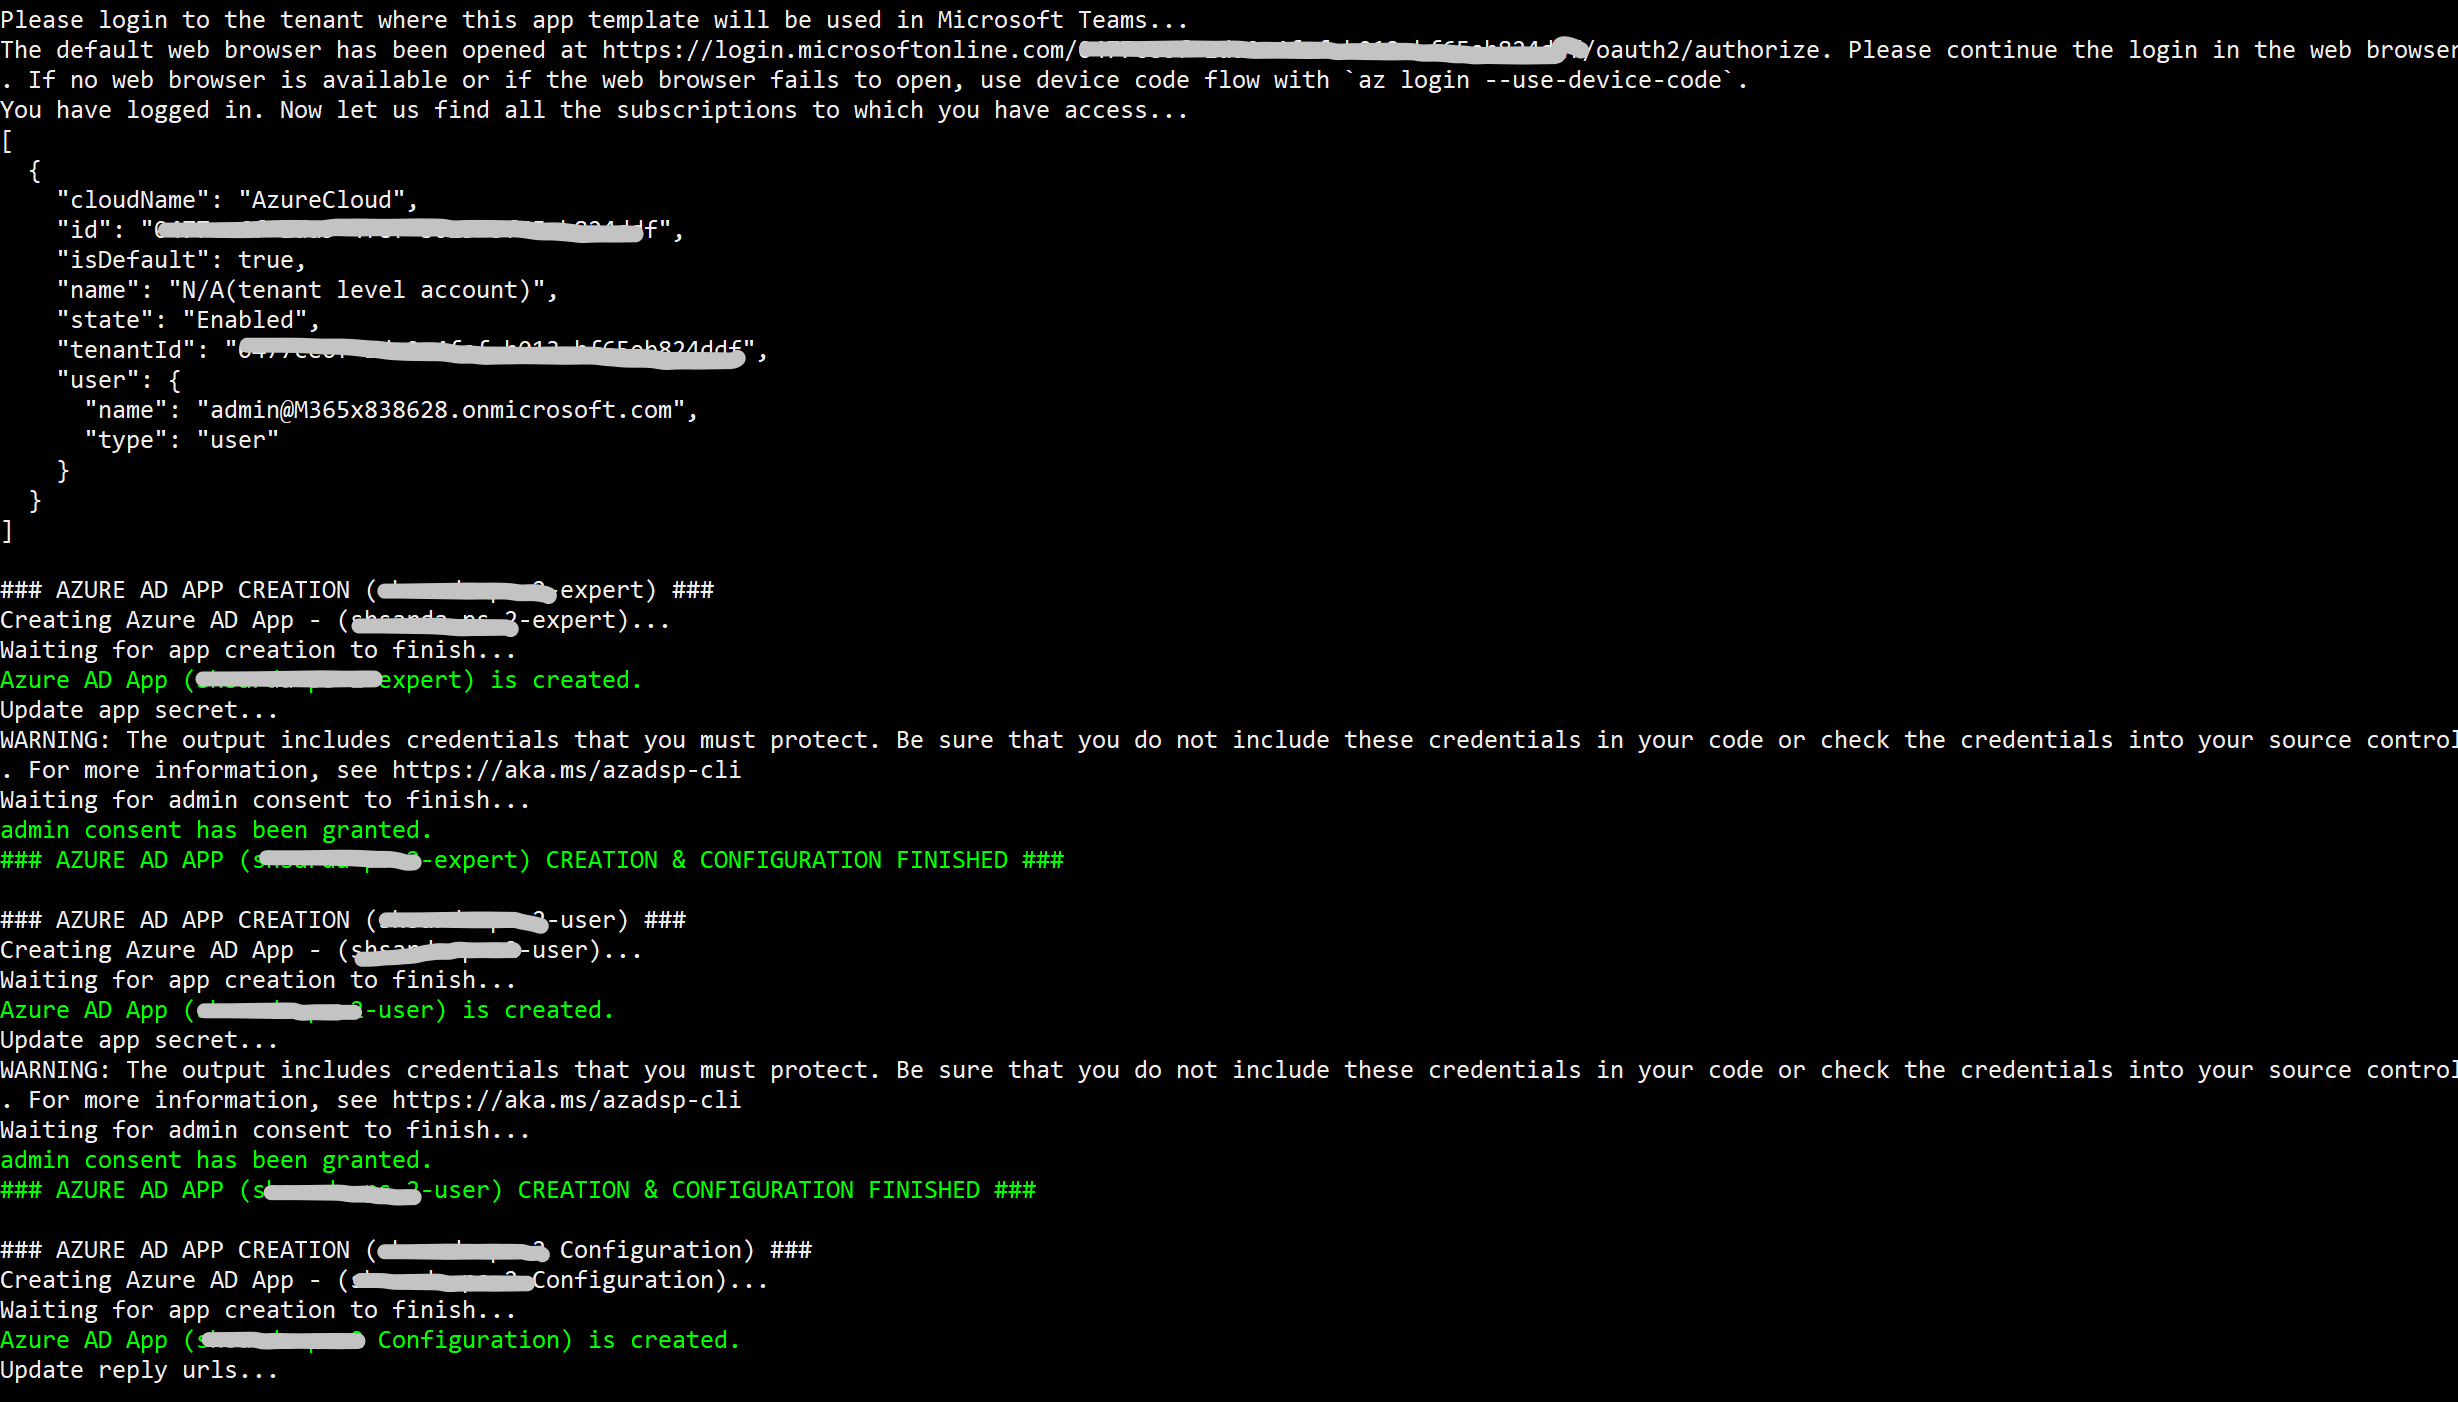 Please login to the tenant where this app template will be used in Microsoft Teams...
The default web browser has been opened at https://login.microsoftonline.com/ /oauth2/authorize. Please continue the login in the web browser
. If no web browser is available or if the web browser fails to open, use device code flow with `az login --use-device-code`.
You have logged in. Now let us find all the subscriptions to which you have access...
[
  {
    "cloudName": "AzureCloud",
    "id": " ",
    "isDefault": true,
    "name": "N/A(tenant level account)",
    "state": "Enabled",
    "tenantId": " ",
    "user": {
      "name": "admin@M365x838628.onmicrosoft.com",
      "type": "user"
    }
  }
]
### AZURE AD APP CREATION ( expert) ###
Creating Azure AD App - ( -expert)...
Waiting for app creation to finish...
Azure AD App ( expert) is created.
Update app secret...
WARNING: The output includes credentials that you must protect. Be sure that you do not include these credentials in your code or check the credentials into your source control
. For more information, see https://aka.ms/azadsp-cli
Waiting for admin consent to finish...
admin consent has been granted.
### AZURE AD APP ( -expert) CREATION & CONFIGURATION FINISHED ###
### AZURE AD APP CREATION ( -user) ###
Creating Azure AD App - ( -user)...
Waiting for app creation to finish...
Azure AD App ( -user) is created.
Update app secret...
WARNING: The output includes credentials that you must protect. Be sure that you do not include these credentials in your code or check the credentials into your source control
. For more information, see https://aka.ms/azadsp-cli
Waiting for admin consent to finish...
admin consent has been granted.
### AZURE AD APP ( -user) CREATION & CONFIGURATION FINISHED ###
### AZURE AD APP CREATION ( Configuration) ###
Creating Azure AD App - ( Configuration)...
Waiting for app creation to finish...
Azure AD App ( Configuration) is created.
Update reply urls...